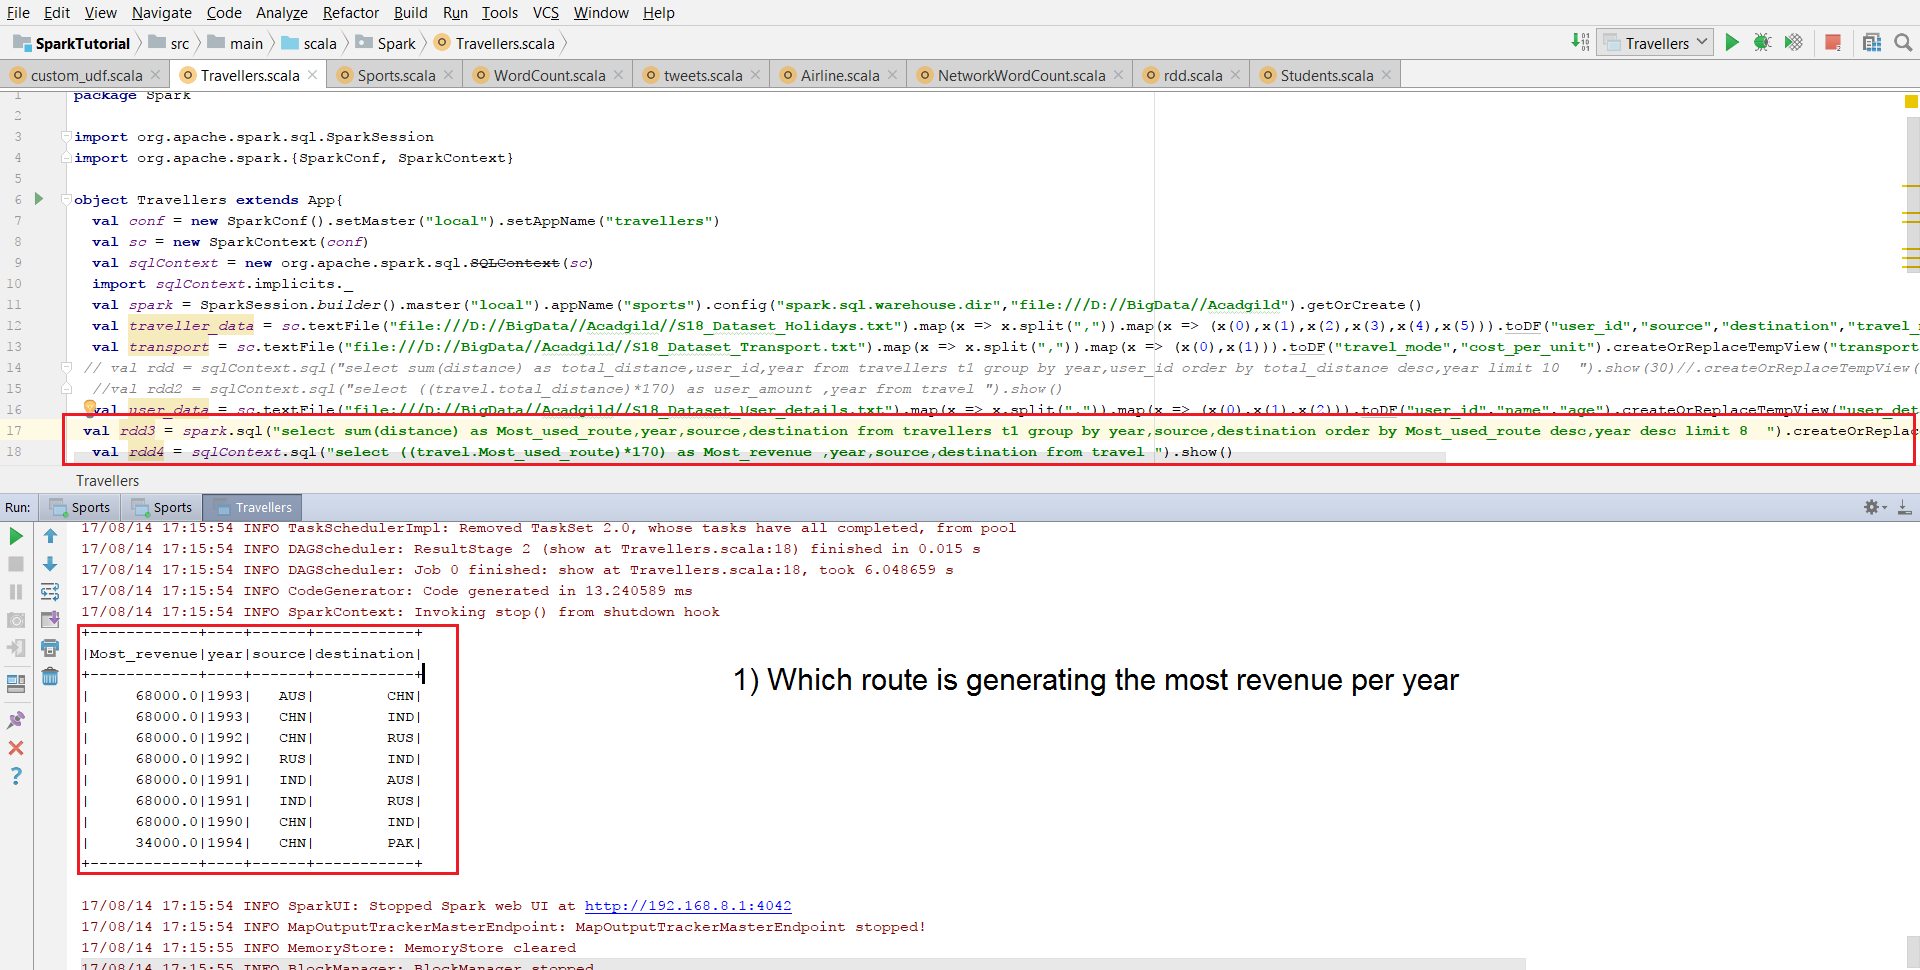 File Edit View Navigate Code Analyze Refactor Build Run Tools VCS Window Help
SparkTutorial src main scala Spark Travellers.scala Travellers
custom_udf.scala Travellers.scala Sports.scala WordCount.scala tweets.scala Airline.scala NetworkWordCount.scala rdd.scala Students.scala
1 package Spark
2
3 import org.apache.spark.sql.SparkSession
4 import org.apache.spark.{SparkConf, SparkContext}
5
6 object Travellers extends App{
7 val conf = new SparkConf().setMaster("local").setAppName("travellers")
8 val sc = new SparkContext(conf)
9 val sqlContext = new org.apache.spark.sql.SQLContext(sc)
10 import sqlContext.implicits._
11 val spark = SparkSession.builder().master("local").appName("sports").config("spark.sql.warehouse.dir","file:///D://BigData//Acadgild").getOrCreate()
12 val traveller_data = sc.textFile("file:///D://BigData//Acadgild//S18_Dataset_Holidays.txt").map(x => x.split(",")).map(x => (x(0),x(1),x(2),x(3),x(4),x(5))).toDF("user_id","source","destination","travel_
13 val transport = sc.textFile("file:///D://BigData//Acadgild//S18_Dataset_Transport.txt").map(x => x.split(",")).map(x => (x(0),x(1))).toDF("travel_mode","cost_per_unit").createOrReplaceTempView("transport
14 // val rdd = sqlContext.sql("select sum(distance) as total_distance,user_id,year from travellers t1 group by year,user_id order by total_distance desc,year limit 10 ").show(30)//.createOrReplaceTempView(
15 //val rdd2 = sqlContext.sql("select ((travel.total_distance)*170) as user_amount ,year from travel ").show()
16 val user_data = sc.textFile("file:///D://BigData//Acadgild//S18_Dataset_User_details.txt").map(x => x.split(",")).map(x => (x(0),x(1),x(2))).toDF("user_id","name","age").createOrReplaceTempView("user_det
17 val rdd3 = spark.sql("select sum(distance) as Most_used_route,year,source,destination from travellers t1 group by year,source,destination order by Most_used_route desc,year desc limit 8 ").createOrReplac
18 val rdd4 = sqlContext.sql("select ((travel.Most_used_route)*170) as Most_revenue ,year,source,destination from travel ").show()
Travellers
Run: Sports Sports Travellers
17/08/14 17:15:54 INFO TaskSchedulerImpl: Removed TaskSet 2.0, whose tasks have all completed, from pool
17/08/14 17:15:54 INFO DAGScheduler: ResultStage 2 (show at Travellers.scala:18) finished in 0.015 s
17/08/14 17:15:54 INFO DAGScheduler: Job 0 finished: show at Travellers.scala:18, took 6.048659 s
17/08/14 17:15:54 INFO CodeGenerator: Code generated in 13.240589 ms
17/08/14 17:15:54 INFO SparkContext: Invoking stop() from shutdown hook
+------------+----+------+-----------+
|Most_revenue|year|source|destination|
+------------+----+------+-----------+
| 68000.0|1993| AUS| CHN|
| 68000.0|1993| CHN| IND|
| 68000.0|1992| CHN| RUS|
| 68000.0|1992| RUS| IND|
| 68000.0|1991| IND| AUS|
| 68000.0|1991| IND| RUS|
| 68000.0|1990| CHN| IND|
| 34000.0|1994| CHN| PAK|
+------------+----+------+-----------+
1) Which route is generating the most revenue per year
17/08/14 17:15:54 INFO SparkUI: Stopped Spark web UI at http://192.168.8.1:4042
17/08/14 17:15:54 INFO MapOutputTrackerMasterEndpoint: MapOutputTrackerMasterEndpoint stopped!
17/08/14 17:15:55 INFO MemoryStore: MemoryStore cleared
17/08/14 17:15:55 INFO BlockManager: BlockManager stopped